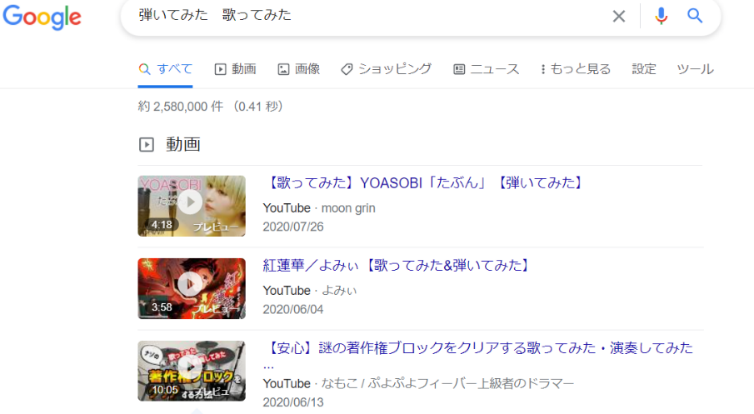 Google
弾いてみた　歌ってみた
すべて 動画 画像 ショッピング ニュース もっと見る 設定 ツール
約 2,580,000 件 （0.41 秒）
動画
YOASOBI
4:18 プレビュー
【歌ってみた】YOASOBI「たぶん」【弾いてみた】
YouTube · moon grin
2020/07/26
3:58 プレビュー
紅蓮華／よみぃ【歌ってみた&弾いてみた】
YouTube · よみぃ
2020/06/04
著作権ブロックを
10:05 プレビュー
【安心】謎の著作権ブロックをクリアする歌ってみた・演奏してみた
...
YouTube · なもこ / ぷよぷよフィーバー上級者のドラマー
2020/06/13